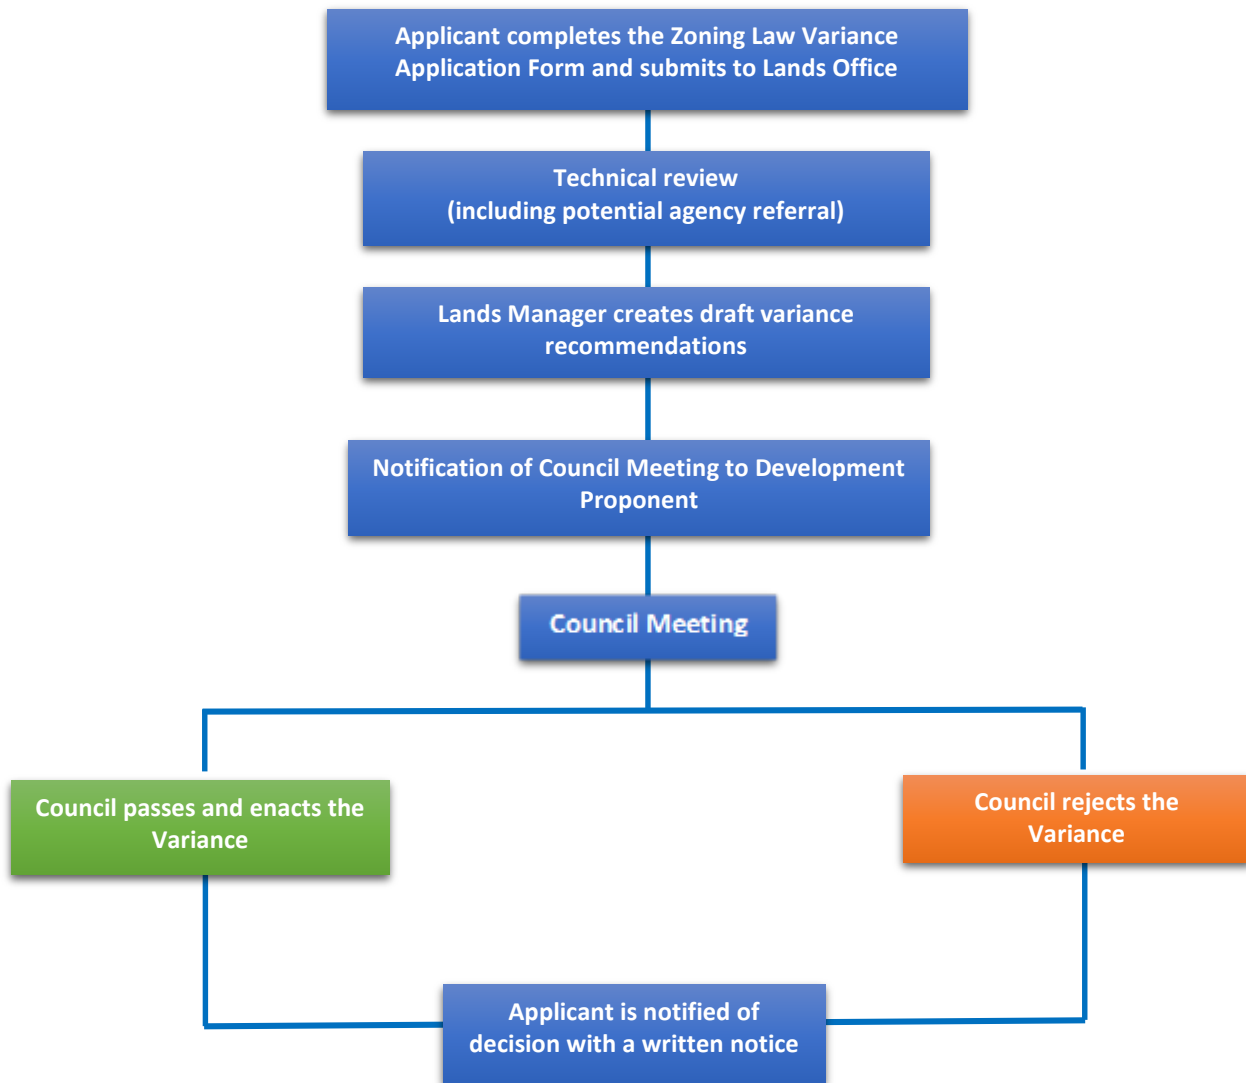 Applicant completes the Zoning Law Variance
Application Form and submits to Lands Office
Technical review
(including potential agency referral)
Lands Manager creates draft variance
recommendations
Notification of Council Meeting to Development
Proponent
Council Meeting
Council passes and enacts the
Variance
Council rejects the
Variance
Applicant is notified of
decision with a written notice